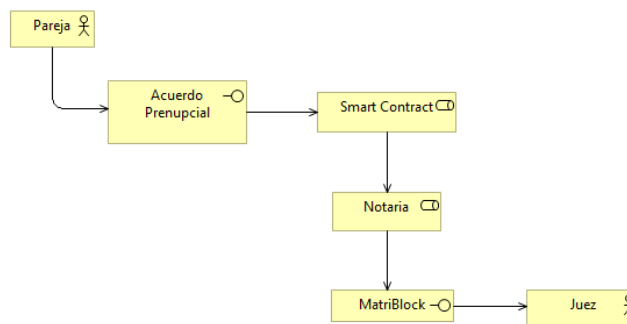 Pareja
Acuerdo
Prenupcial
Smart Contract
Notaria
MatriBlock
Juez